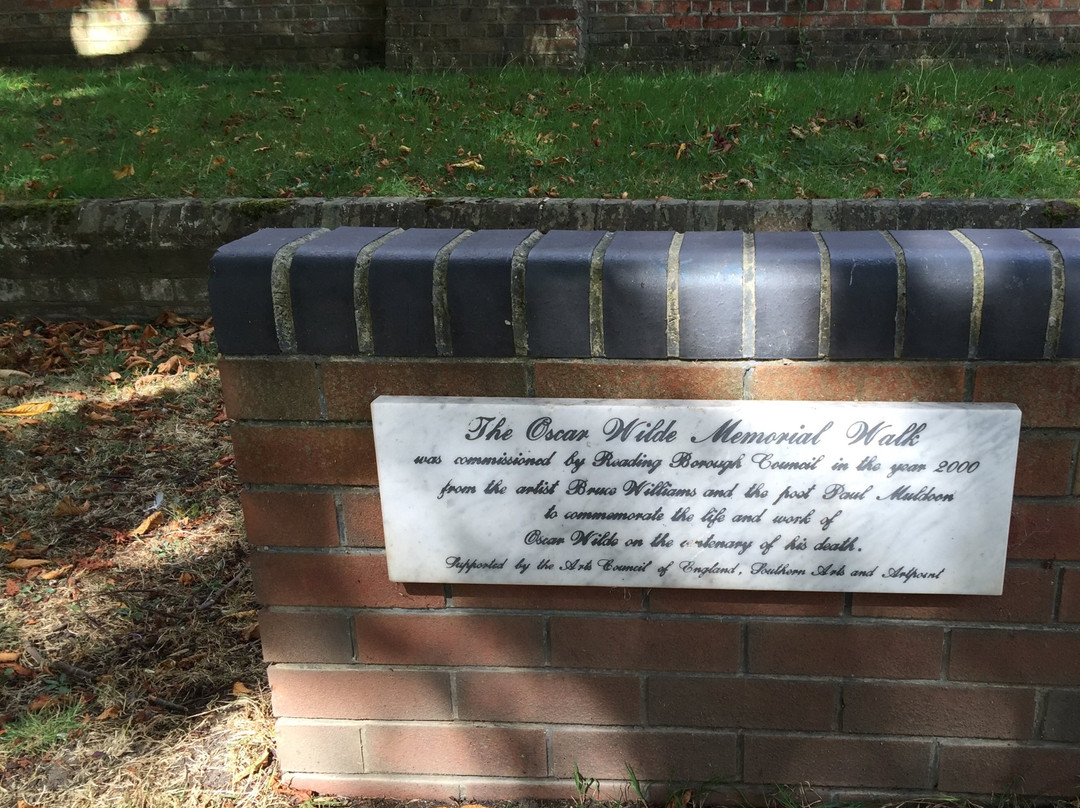 The Oscar Wilde Memorial Walk
was commissioned by Reading Borough Council in the year 2000
from the artist Bruce Williams and the poet Paul Muldoon
to commemorate the life and work of
Oscar Wilde on the centenary of his death.
Supported by the Arts Council of England, Southern Arts and Artpoint